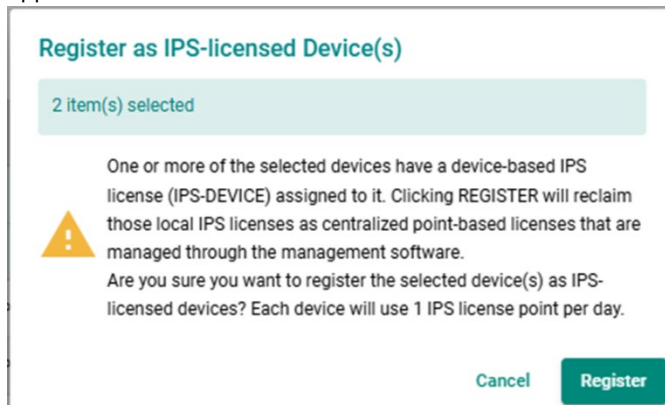 Register as IPS-licensed Device(s)
2 item(s) selected
One or more of the selected devices have a device-based IPS
license (IPS-DEVICE) assigned to it. Clicking REGISTER will reclaim
those local IPS licenses as centralized point-based licenses that are
managed through the management software.
Are you sure you want to register the selected device(s) as IPS-
licensed devices? Each device will use 1 IPS license point per day.
Cancel Register